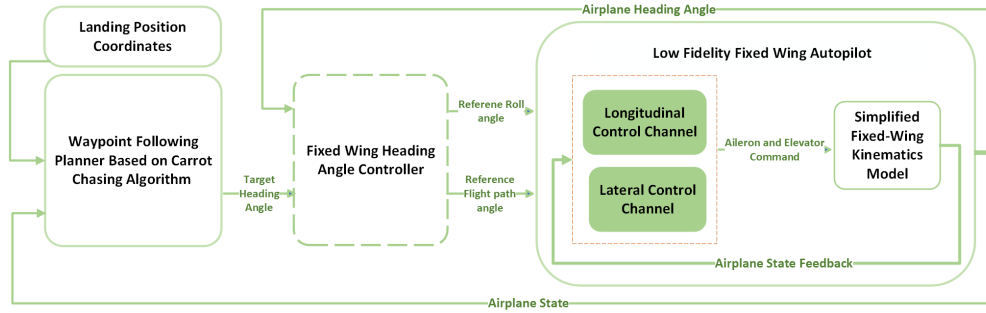 Airplane Heading Angle
Landing Position
Coordinates
Waypoint Following
Planner Based on Carrot
Chasing Algorithm
Target
Heading
Angle
Fixed Wing Heading
Angle Controller
Referene Roll
angle
Reference
Flight path
angle
Low Fidelity Fixed Wing Autopilot
Longitudinal
Control Channel
Lateral Control
Channel
Aileron and Elevator
Command
Simplified
Fixed-Wing
Kinematics
Model
Airplane State Feedback
Airplane State